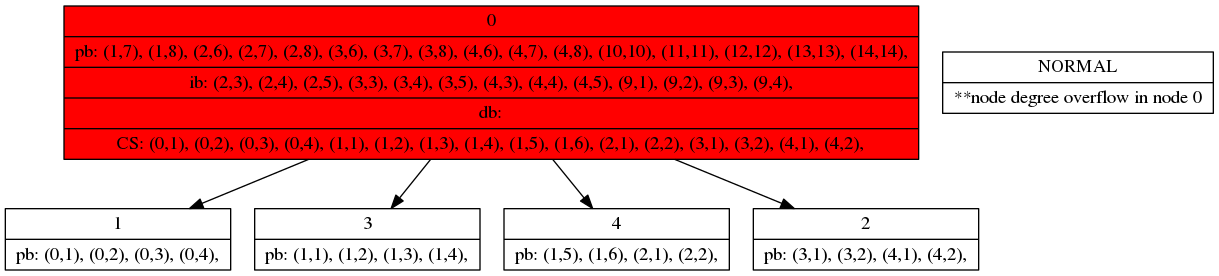 0
pb: (1,7), (1,8), (2,6), (2,7), (2,8), (3,6), (3,7), (3,8), (4,6), (4,7), (4,8), (10,10), (11,11), (12,12), (13,13), (14,14),
ib: (2,3), (2,4), (2,5), (3,3), (3,4), (3,5), (4,3), (4,4), (4,5), (9,1), (9,2), (9,3), (9,4),
db:
CS: (0,1), (0,2), (0,3), (0,4), (1,1), (1,2), (1,3), (1,4), (1,5), (1,6), (2,1), (2,2), (3,1), (3,2), (4,1), (4,2),
NORMAL
**node degree overflow in node 0
1
pb: (0,1), (0,2), (0,3), (0,4),
3
pb: (1,1), (1,2), (1,3), (1,4),
4
pb: (1,5), (1,6), (2,1), (2,2),
2
pb: (3,1), (3,2), (4,1), (4,2),